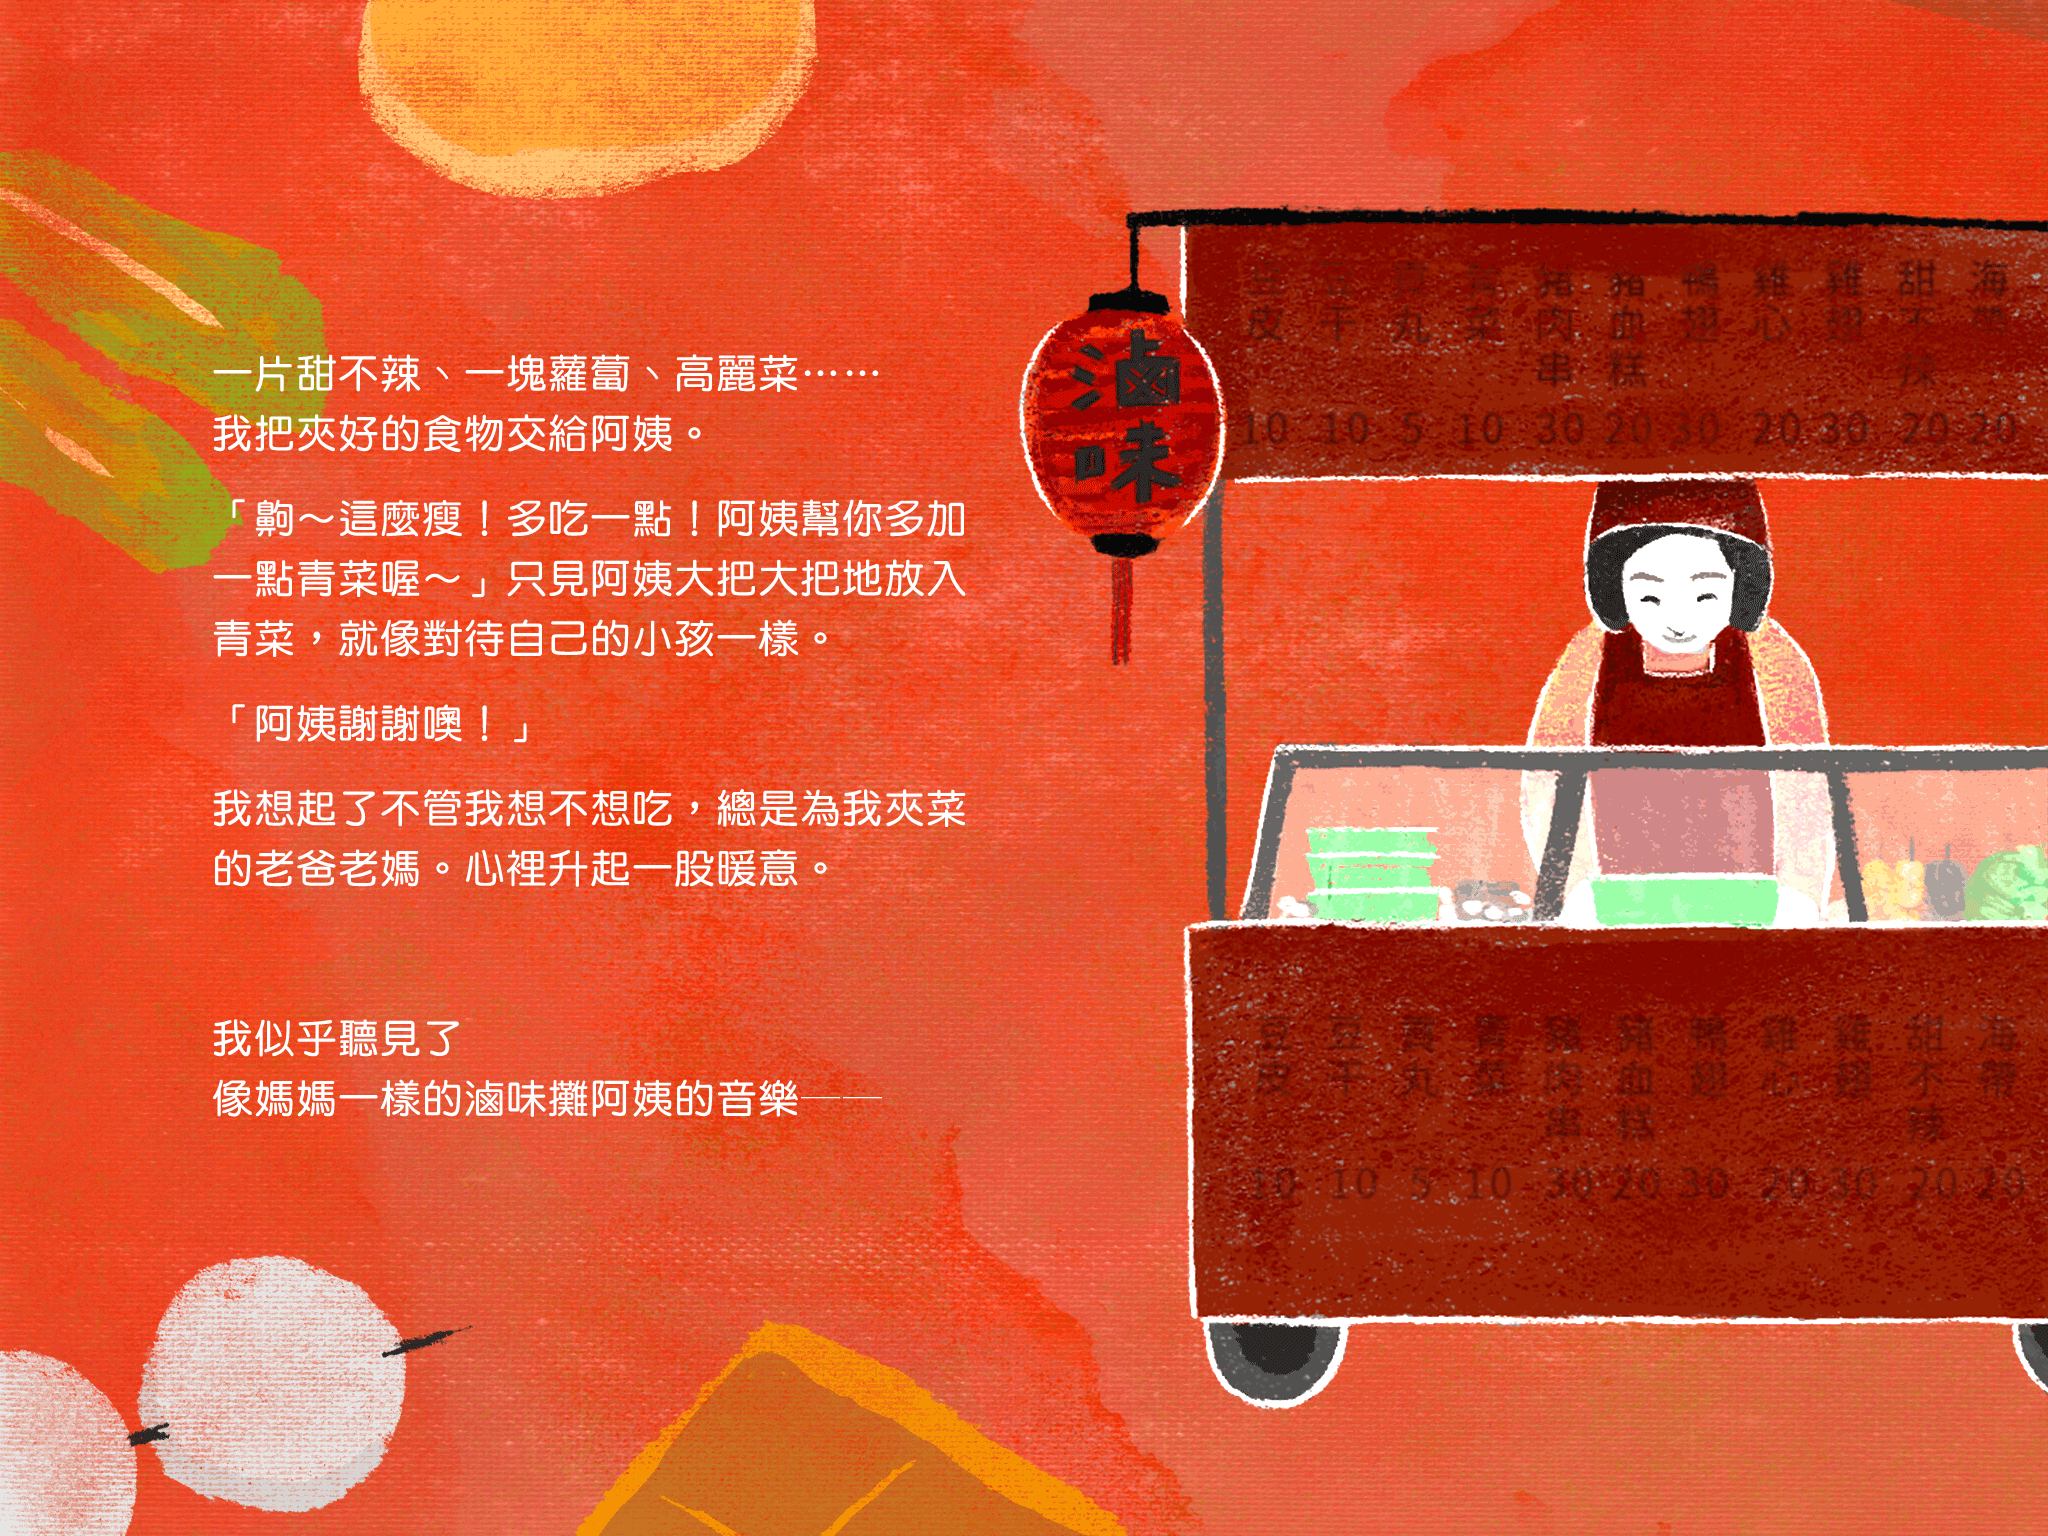 一片甜不辣、一塊蘿蔔、高麗菜⋯⋯
我把夾好的食物交給阿姨。
「齁～這麼瘦！多吃一點！阿姨幫你多加
一點青菜喔～」只見阿姨大把大把地放入
青菜，就像對待自己的小孩一樣。
「阿姨謝謝噢！」
我想起了不管我想不想吃，總是為我夾菜
的老爸老媽。心裡升起一股暖意。
我似乎聽見了
像媽媽一樣的滷味攤阿姨的音樂──
滷味
豆皮 豆干 貢丸 青菜 豬肉串 豬血糕 鴨翅 雞心 雞翅 甜不辣 海帶
10 10 5 10 30 20 30 20 30 20 20
豆皮 豆干 貢丸 青菜 豬肉串 豬血糕 鴨翅 雞心 雞翅 甜不辣 海帶
10 10 5 10 30 20 30 20 30 20 20